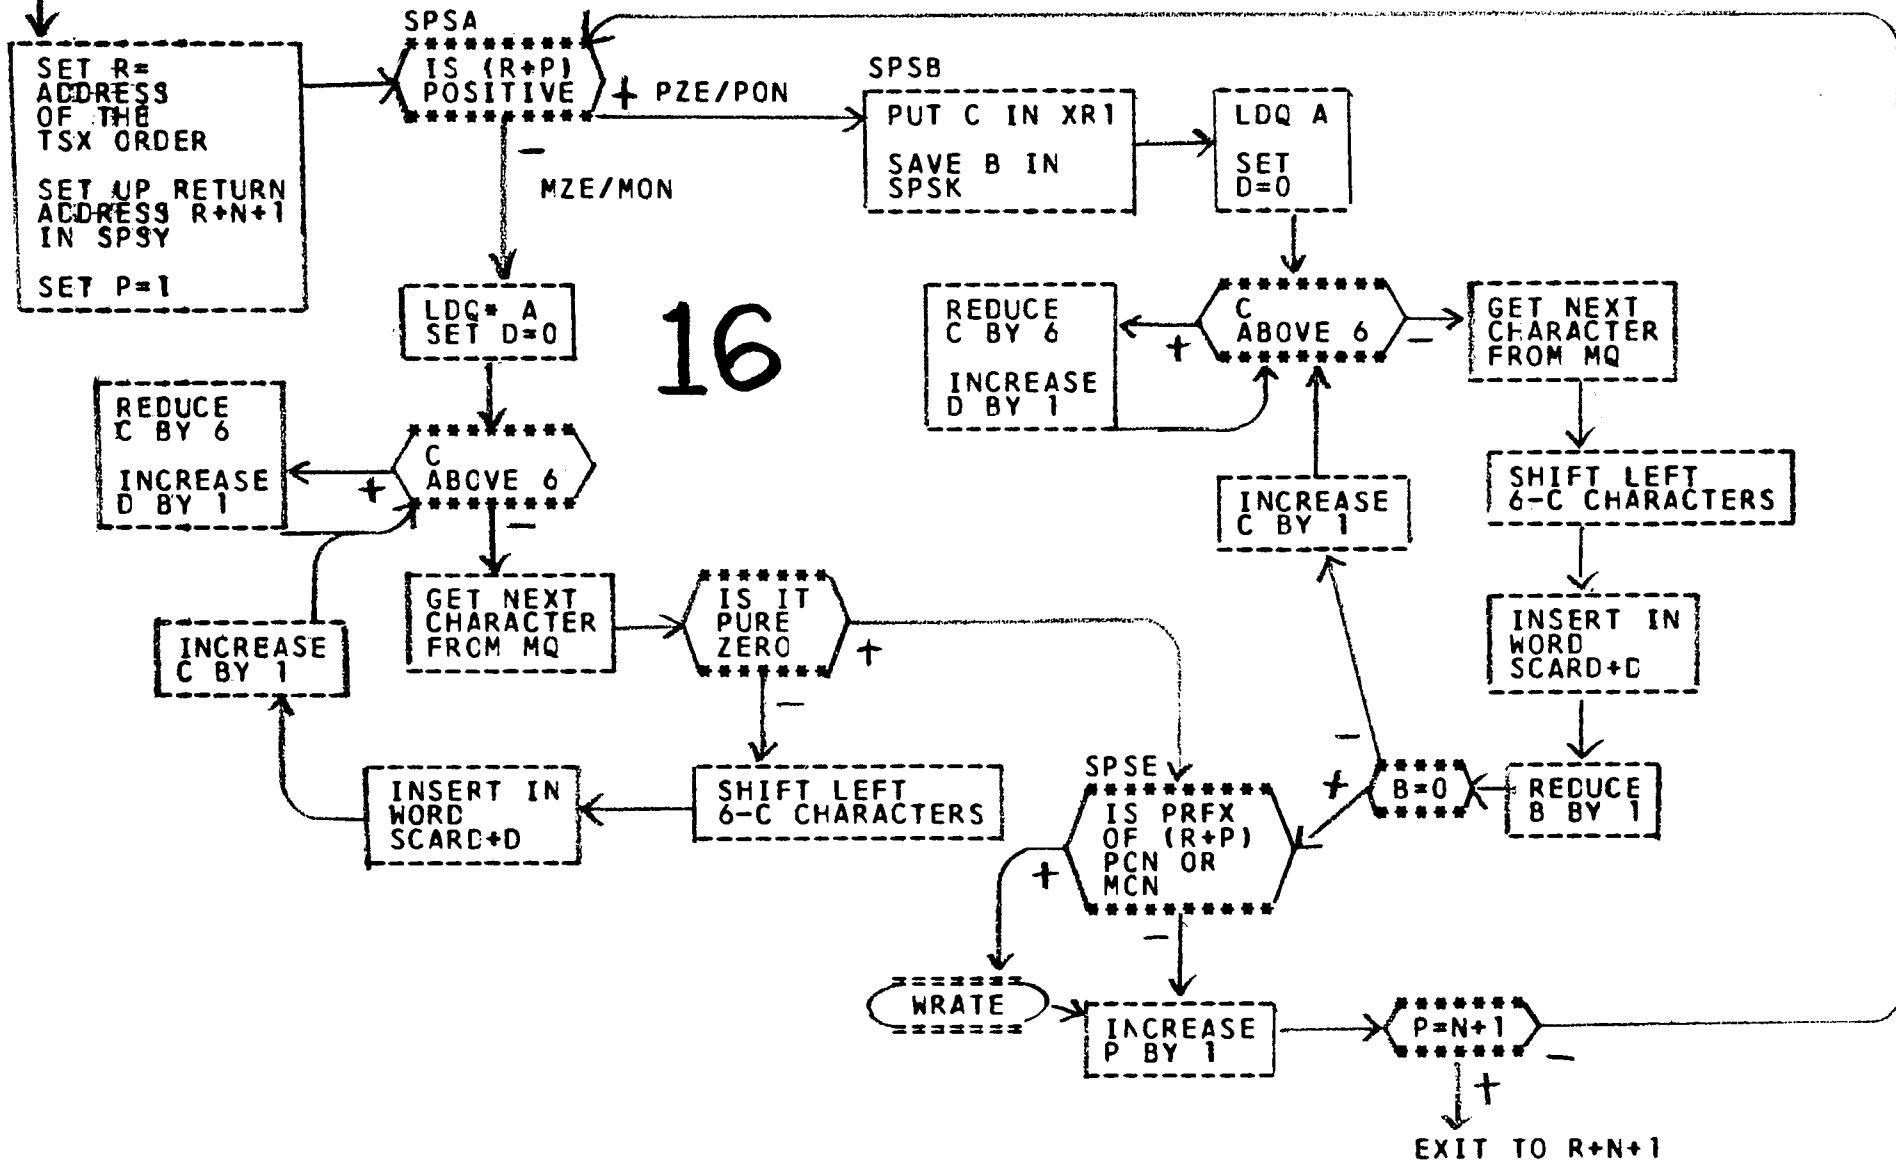 SPSA
SET R=
ADDRESS
OF THE
TSX ORDER
SET UP RETURN
ADDRESS R+N+1
IN SPSY
SET P=1
IS (R+P)
POSITIVE
+ PZE/PON
-
MZE/MON
SPSB
PUT C IN XR1
SAVE B IN
SPSK
LDQ A
SET
D=0
LDQ* A
SET D=0
16
REDUCE
C BY 6
INCREASE
D BY 1
+
C
ABOVE 6
-
GET NEXT
CHARACTER
FROM MQ
REDUCE
C BY 6
INCREASE
D BY 1
+
C
ABOVE 6
-
INCREASE
C BY 1
SHIFT LEFT
6-C CHARACTERS
GET NEXT
CHARACTER
FROM MQ
IS IT
PURE
ZERO
+
-
INCREASE
C BY 1
INSERT IN
WORD
SCARD+D
INSERT IN
WORD
SCARD+D
SHIFT LEFT
6-C CHARACTERS
SPSE
IS PRFX
OF (R+P)
PCN OR
MCN
+
-
-
+
B=0
REDUCE
B BY 1
WRATE
INCREASE
P BY 1
P=N+1
-
+
EXIT TO R+N+1